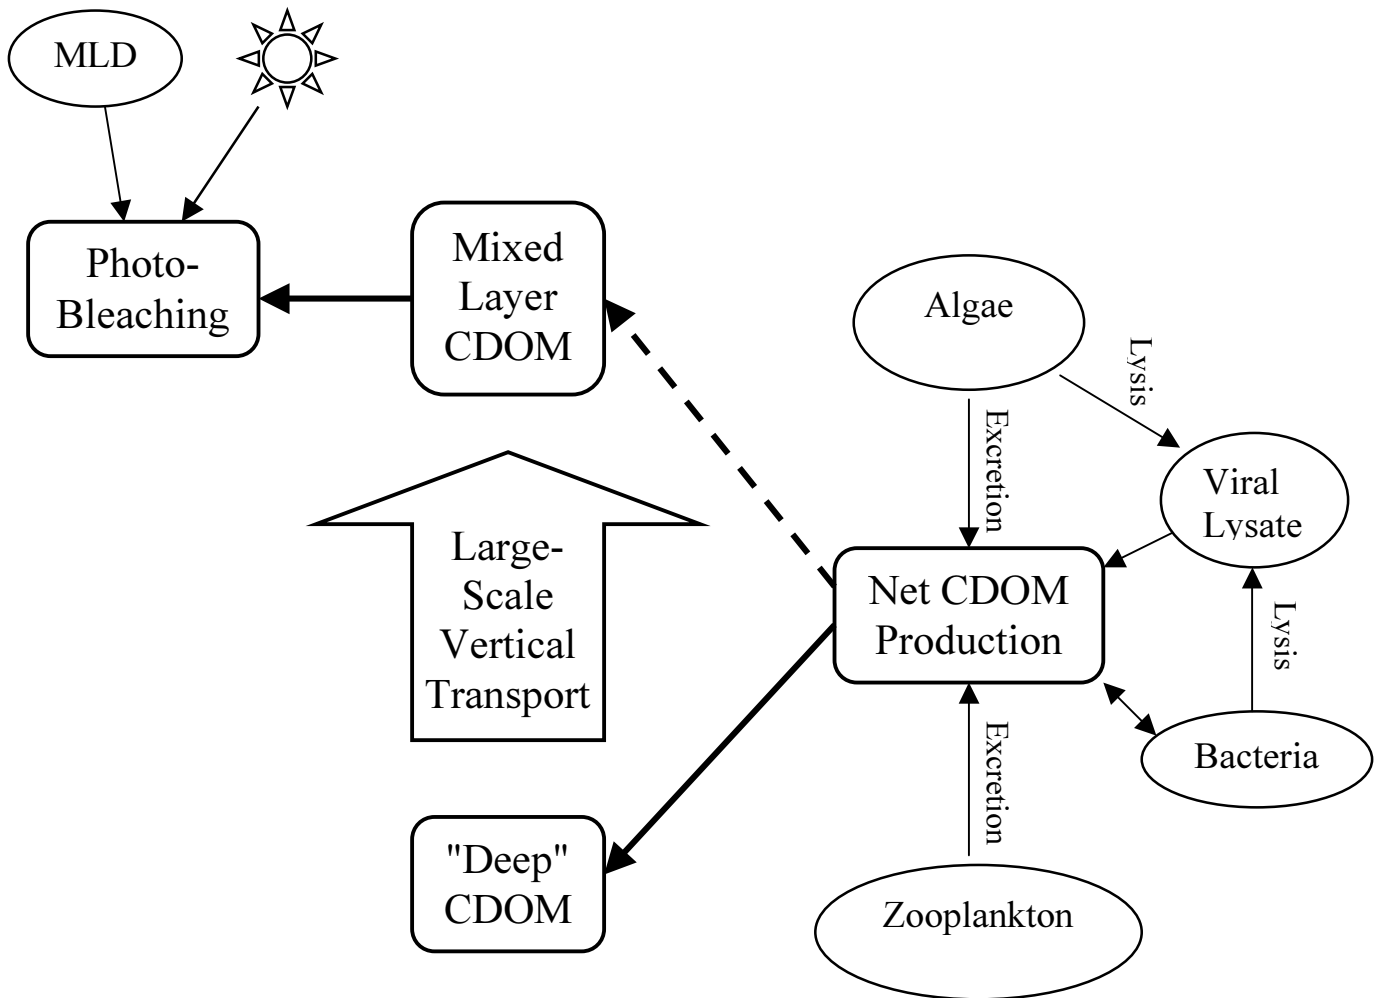 MLD
Photo-
Bleaching
Mixed
Layer
CDOM
Large-
Scale
Vertical
Transport
"Deep"
CDOM
Algae
Lysis
Excretion
Viral
Lysate
Net CDOM
Production
Lysis
Bacteria
Excretion
Zooplankton